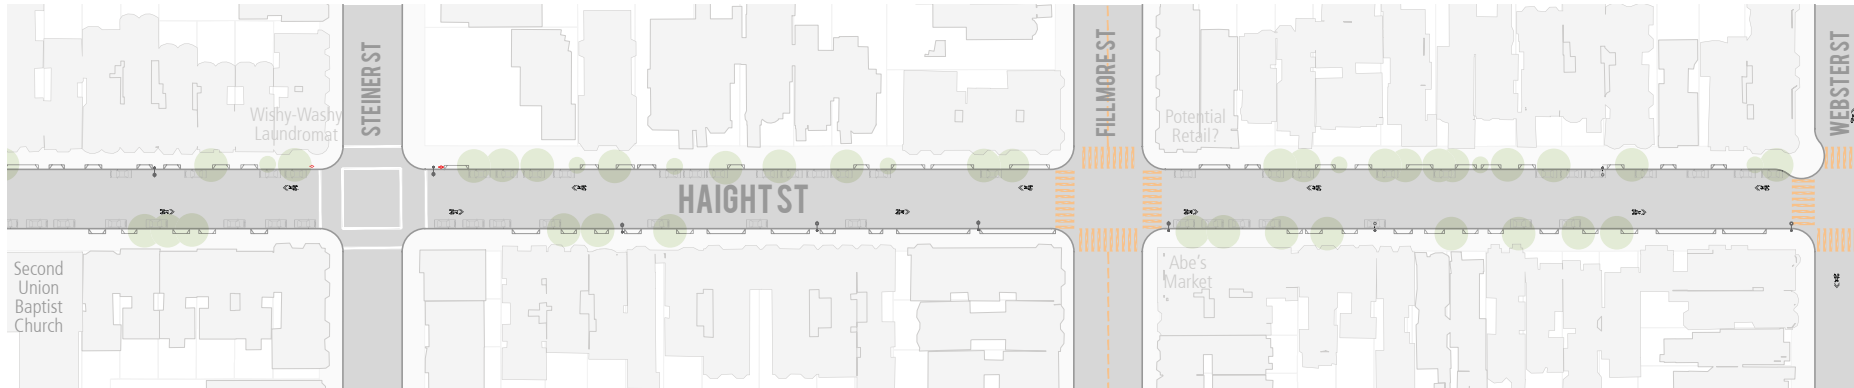 STEINER ST
FILLMORE ST
WEBSTER ST
Wishy-Washy
Laundromat
Potential
Retail?
HAIGHT ST
Second
Union
Baptist
Church
Abe's
Market